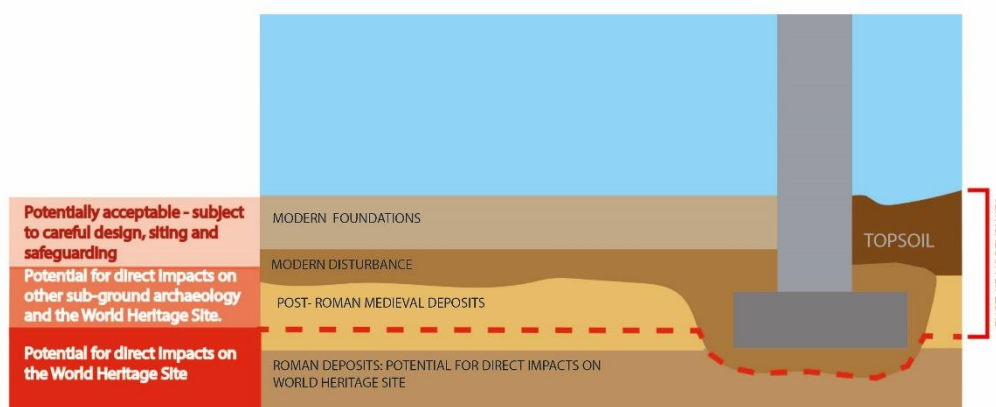 Potentially acceptable - subject
to careful design, siting and
safeguarding
Potential for direct Impacts on
other sub-ground archaeology
and the World Heritage Site.
Potential for direct Impacts on
the World Heritage Site
MODERN FOUNDATIONS
MODERN DISTURBANCE
POST- ROMAN MEDIEVAL DEPOSITS
ROMAN DEPOSITS: POTENTIAL FOR DIRECT IMPACTS ON
WORLD HERITAGE SITE
TOPSOIL